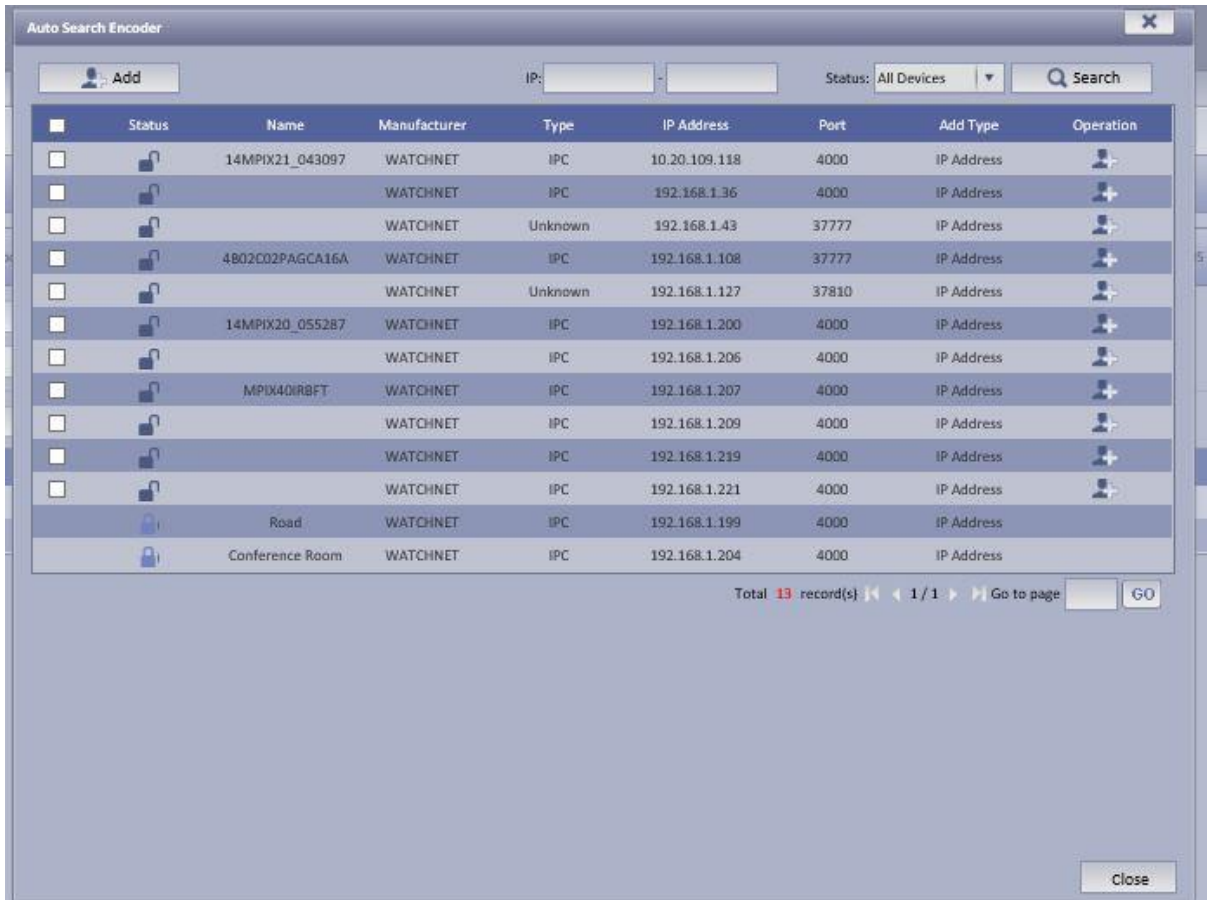 Auto Search Encoder
Add IP: - Status: All Devices Search
Status Name Manufacturer Type IP Address Port Add Type Operation
14MPIX21_043097 WATCHNET IPC 10.20.109.118 4000 IP Address
WATCHNET IPC 192.168.1.36 4000 IP Address
WATCHNET Unknown 192.168.1.43 37777 IP Address
4B02C02PAGCA16A WATCHNET IPC 192.168.1.108 37777 IP Address
WATCHNET Unknown 192.168.1.127 37810 IP Address
14MPIX20_055287 WATCHNET IPC 192.168.1.200 4000 IP Address
WATCHNET IPC 192.168.1.206 4000 IP Address
MPIX40IRBFT WATCHNET IPC 192.168.1.207 4000 IP Address
WATCHNET IPC 192.168.1.209 4000 IP Address
WATCHNET IPC 192.168.1.219 4000 IP Address
WATCHNET IPC 192.168.1.221 4000 IP Address
Road WATCHNET IPC 192.168.1.199 4000 IP Address
Conference Room WATCHNET IPC 192.168.1.204 4000 IP Address
Total 13 record(s) 1 / 1 Go to page GO
Close